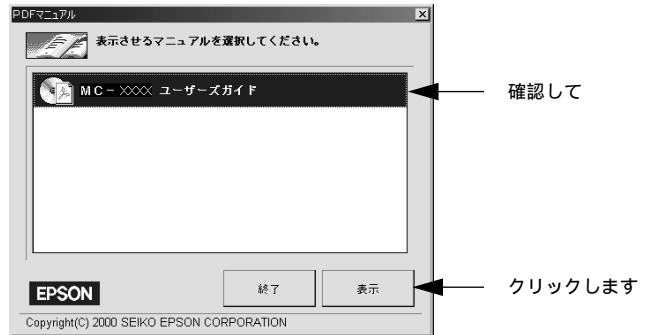 PDFマニュアル
表示させるマニュアルを選択してください。
MC-XXXX ユーザーズガイド
確認して
EPSON
終了
表示
クリックします
Copyright(C) 2000 SEIKO EPSON CORPORATION